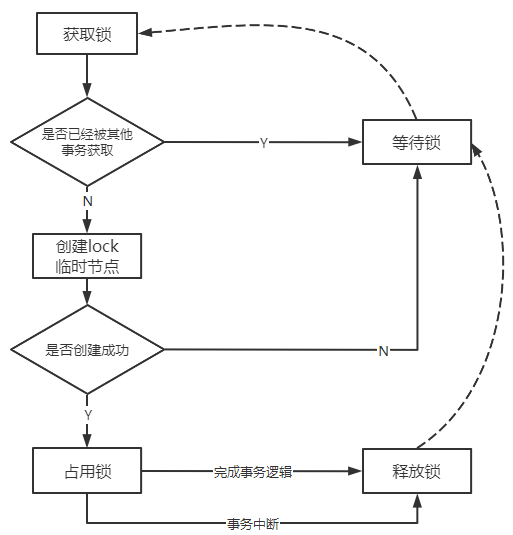 获取锁
是否已经被其他
事务获取
Y
等待锁
N
创建lock
临时节点
是否创建成功
N
Y
占用锁
完成事务逻辑
释放锁
事务中断